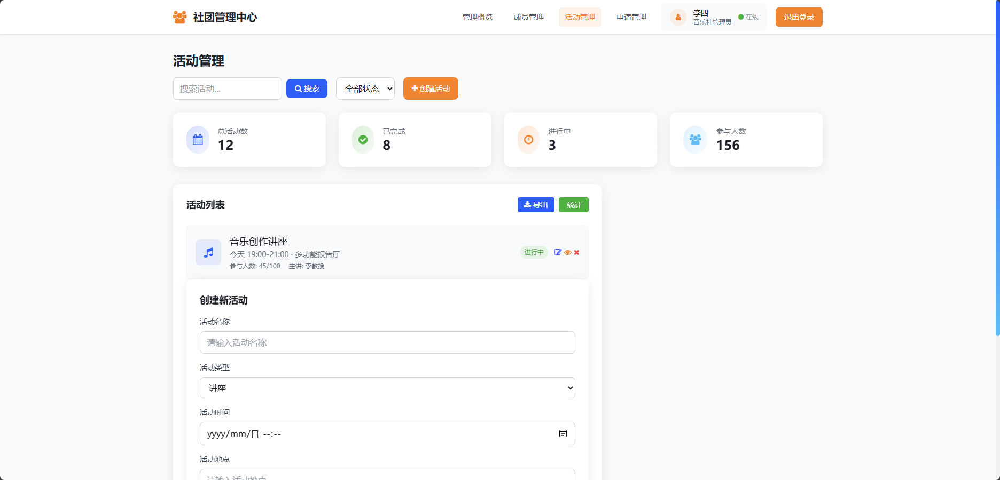 社团管理中心
管理概览
成员管理
活动管理
申请管理
李四
音乐社管理员
在线
退出登录
活动管理
搜索活动...
搜索
全部状态
创建活动
总活动数
12
已完成
8
进行中
3
参与人数
156
活动列表
导出
统计
音乐创作讲座
今天 19:00-21:00 · 多功能报告厅
参与人数: 45/100 主讲: 李教授
进行中
创建新活动
活动名称
请输入活动名称
活动类型
讲座
活动时间
yyyy/mm/日 --:--
活动地点
请输入活动地点